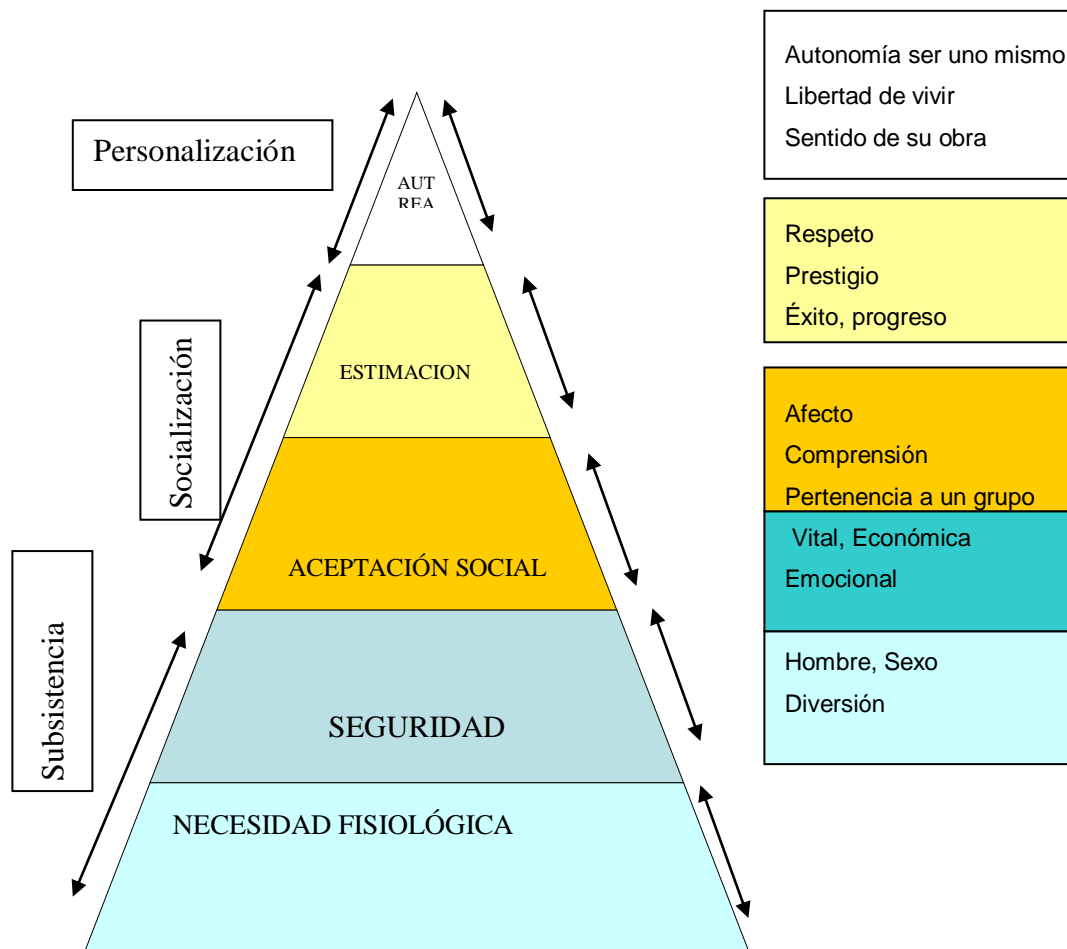 Personalización
Socialización
Subsistencia
AUT
REA
ESTIMACION
ACEPTACIÓN SOCIAL
SEGURIDAD
NECESIDAD FISIOLÓGICA
Autonomía ser uno mismo
Libertad de vivir
Sentido de su obra
Respeto
Prestigio
Éxito, progreso
Afecto
Comprensión
Pertenencia a un grupo
Vital, Económica
Emocional
Hombre, Sexo
Diversión